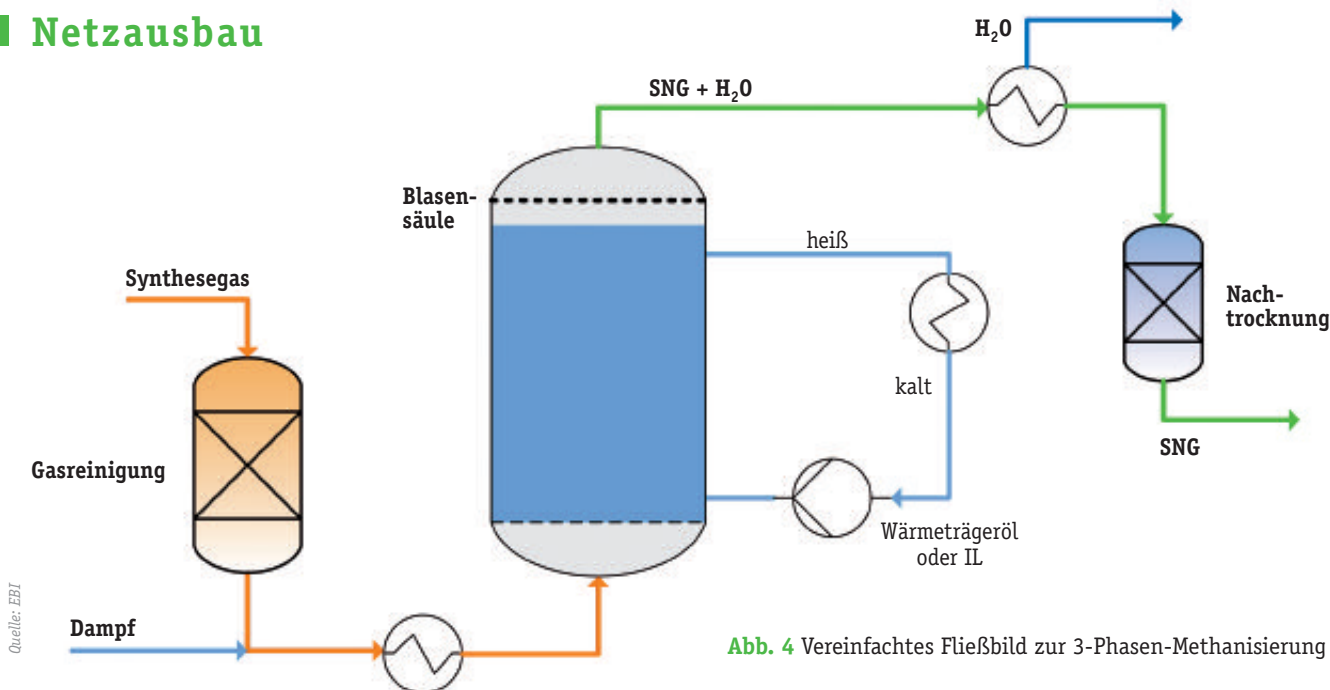 Netzausbau
H₂O
SNG + H₂O
Blasen-
säule
heiß
Synthesegas
Nach-
trocknung
kalt
SNG
Gasreinigung
Wärmeträgeröl
oder IL
Quelle: EBI
Dampf
Abb. 4 Vereinfachtes Fließbild zur 3-Phasen-Methanisierung